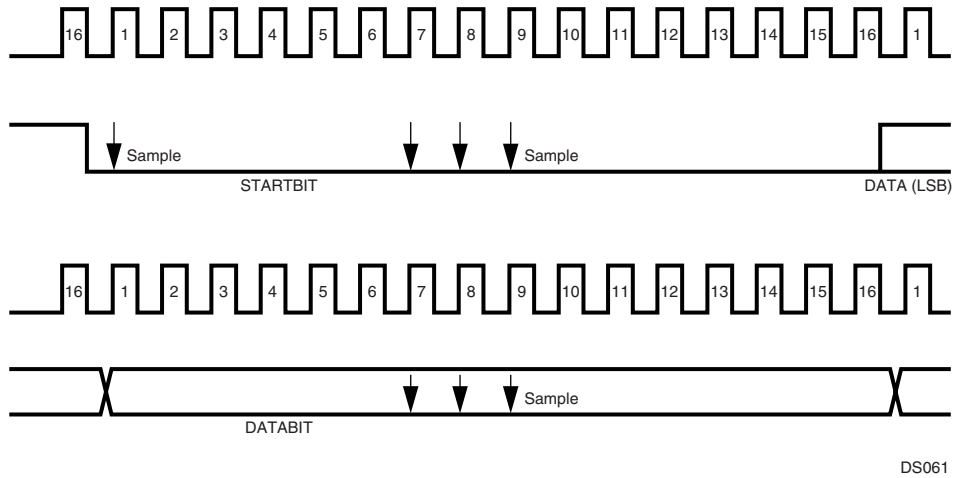 16 1 2 3 4 5 6 7 8 9 10 11 12 13 14 15 16 1
Sample Sample
STARTBIT DATA (LSB)
16 1 2 3 4 5 6 7 8 9 10 11 12 13 14 15 16 1
Sample
DATABIT
DS061